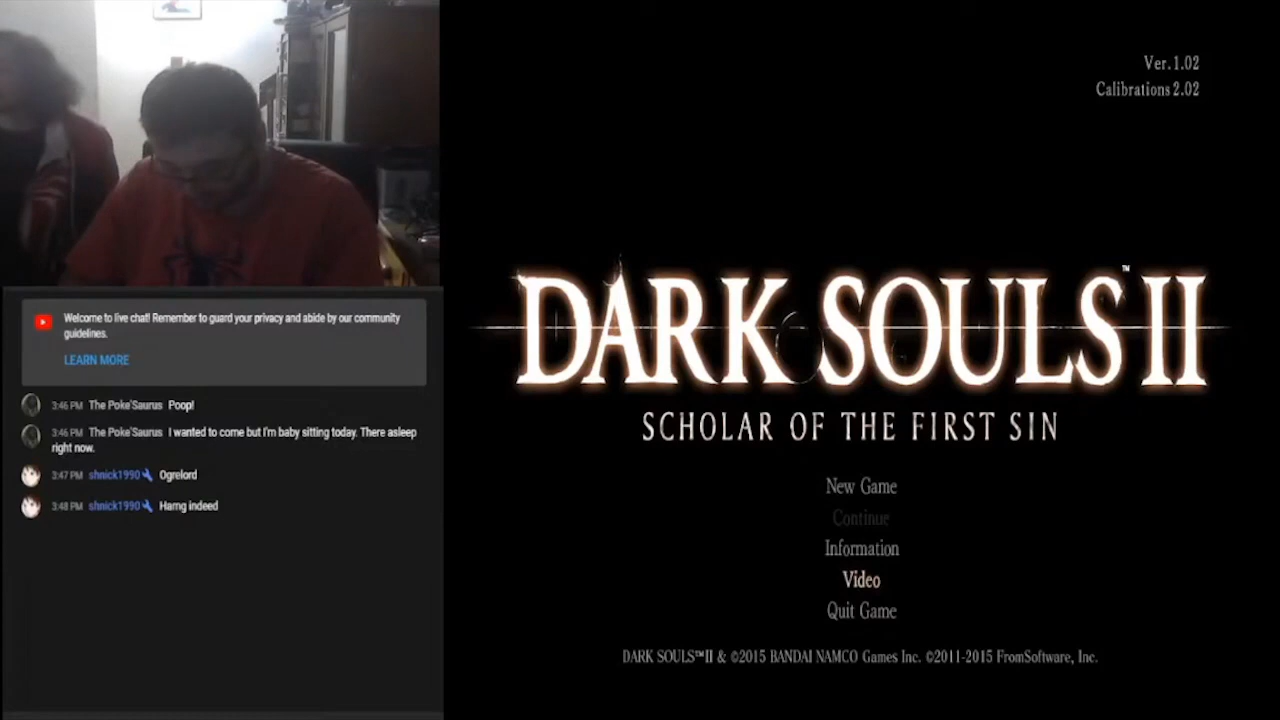 Ver. 1.02
Calibrations 2.02
Welcome to live chat! Remember to guard your privacy and abide by our community
guidelines.
LEARN MORE
3:46 PM The Poke'Saurus Poop!
3:46 PM The Poke'Saurus I wanted to come but I'm baby sitting today. There asleep
right now.
3:47 PM shnick1990 Ogrelord
3:48 PM shnick1990 Harng indeed
DARK SOULS™ II
SCHOLAR OF THE FIRST SIN
New Game
Continue
Information
Video
Quit Game
DARK SOULS™II & ©2015 BANDAI NAMCO Games Inc. ©2011-2015 FromSoftware, Inc.